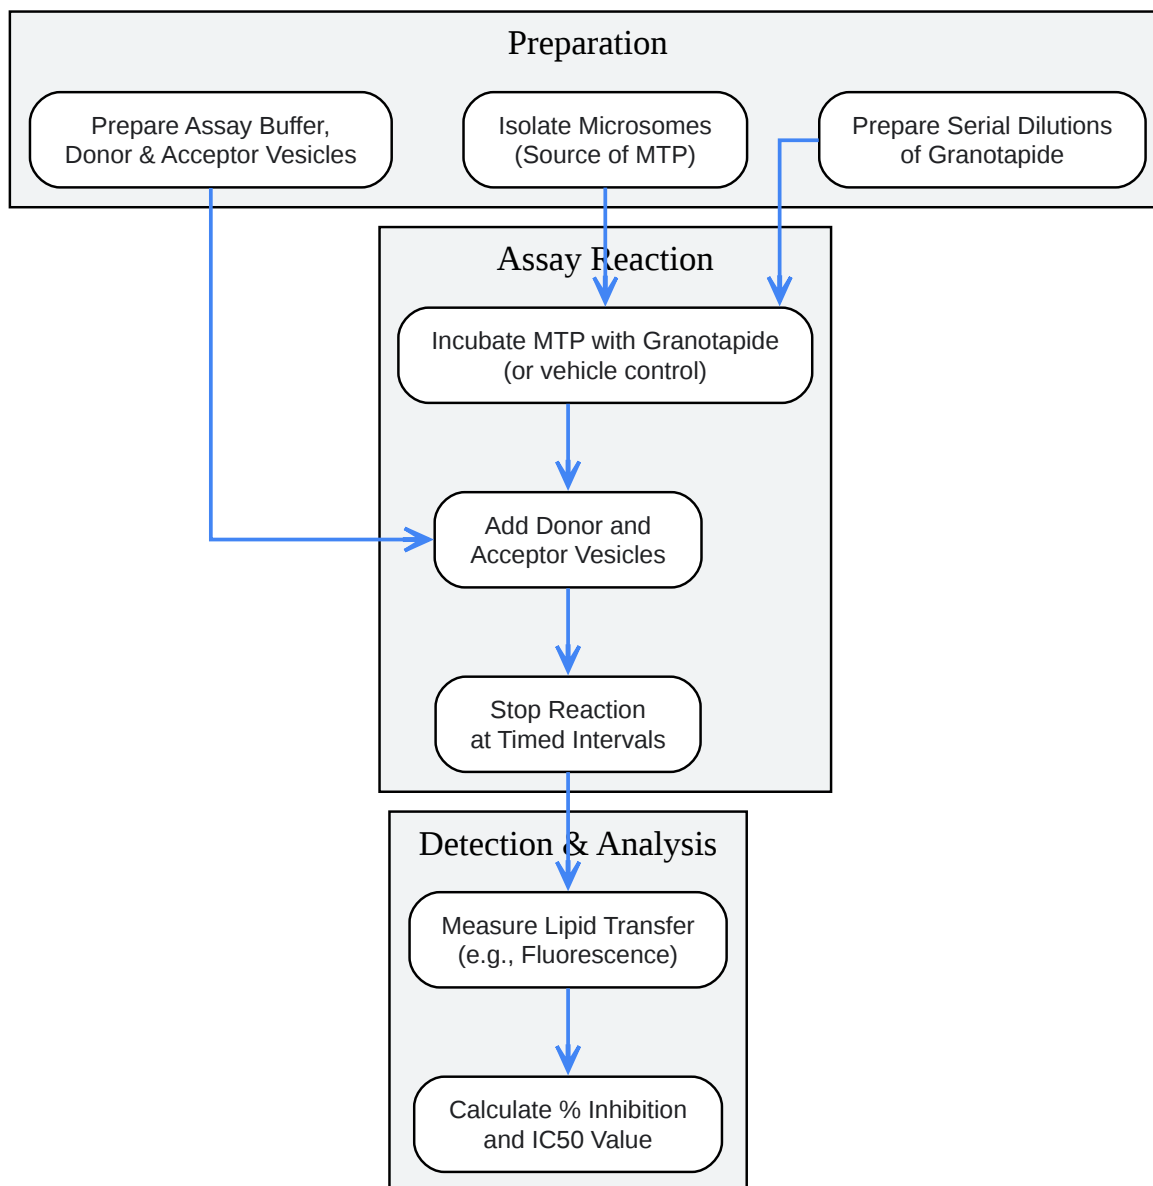 Preparation
Prepare Assay Buffer,
Donor & Acceptor Vesicles
Isolate Microsomes
(Source of MTP)
Prepare Serial Dilutions
of Granotapide
Assay Reaction
Incubate MTP with Granotapide
(or vehicle control)
Add Donor and
Acceptor Vesicles
Stop Reaction
at Timed Intervals
Detection & Analysis
Measure Lipid Transfer
(e.g., Fluorescence)
Calculate % Inhibition
and IC50 Value